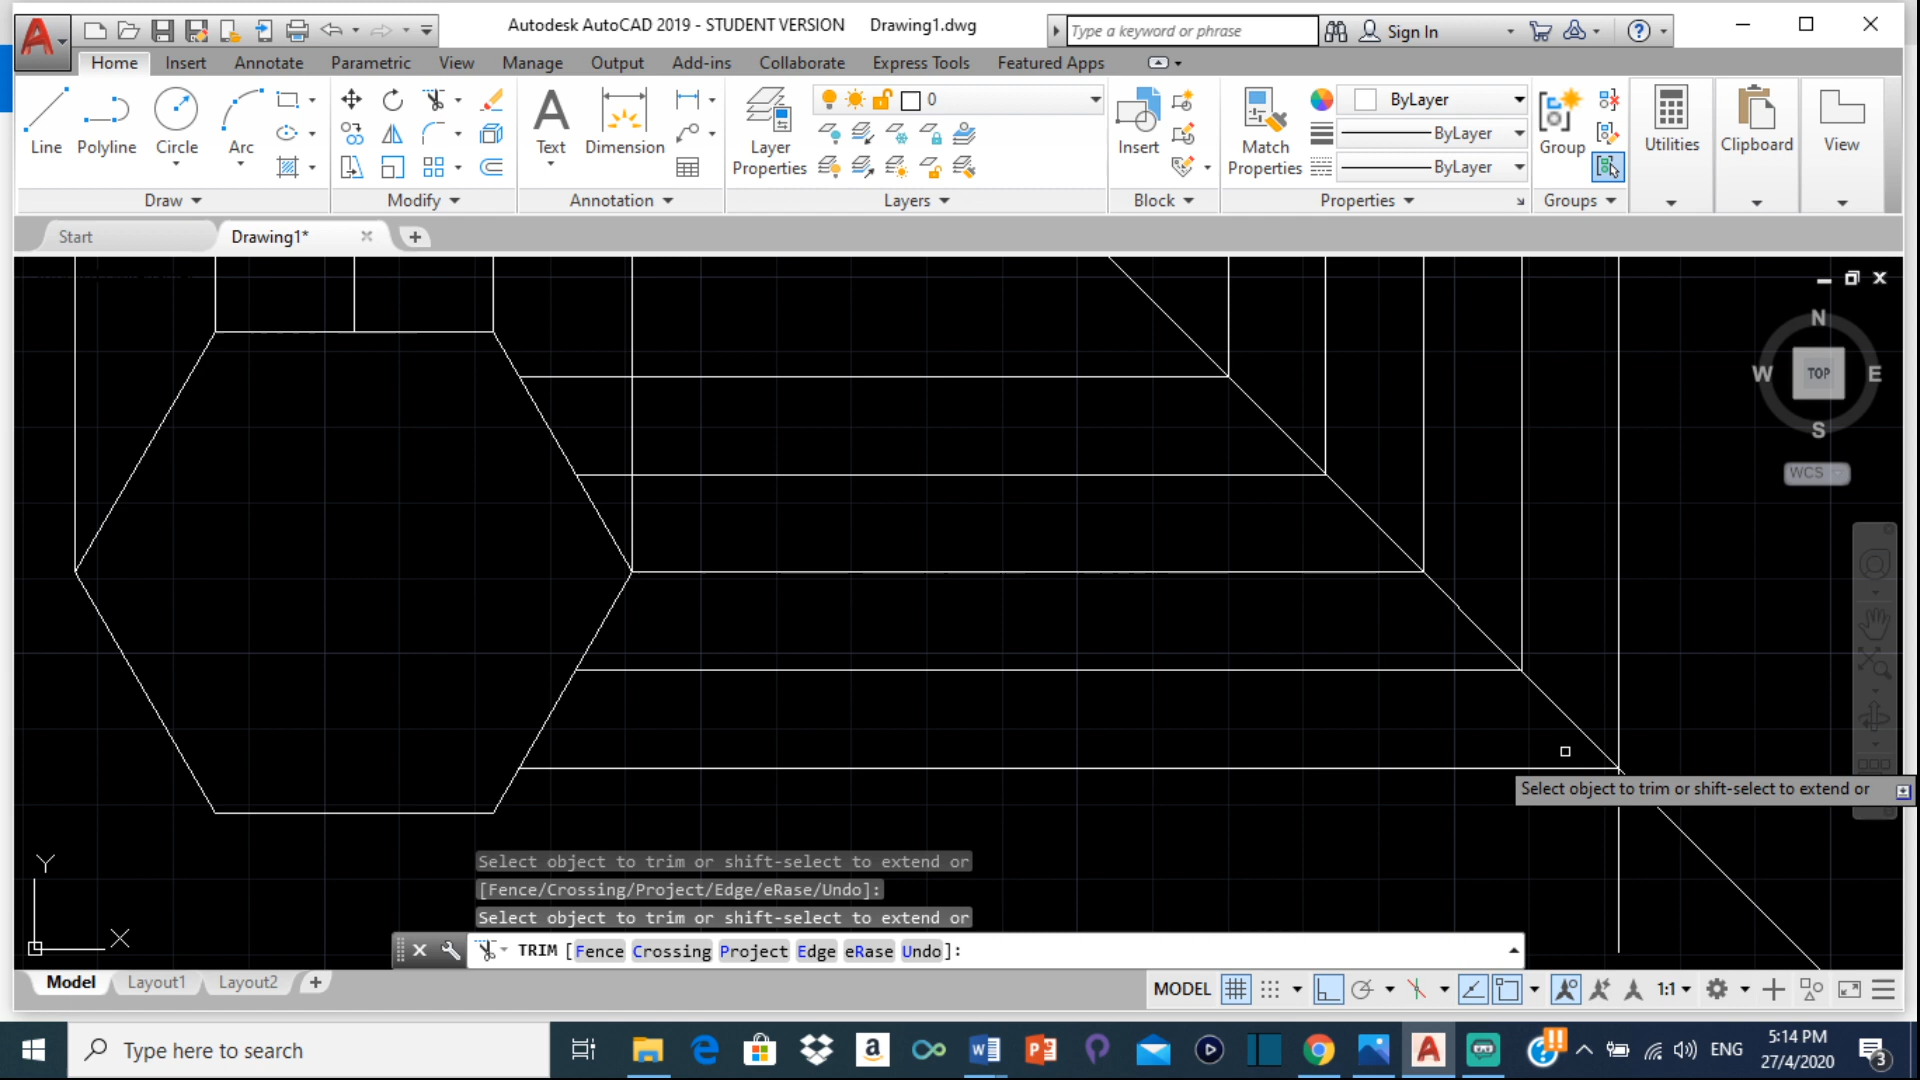 Autodesk AutoCAD 2019 - STUDENT VERSION Drawing1.dwg
Type a keyword or phrase
Sign In
Home Insert Annotate Parametric View Manage Output Add-ins Collaborate Express Tools Featured Apps
Line Polyline Circle Arc
Text Dimension
Layer Properties
0
Insert
Match Properties
ByLayer
ByLayer
ByLayer
Group
Utilities
Clipboard
View
Draw Modify Annotation Layers Block Properties Groups
Start Drawing1*
N
W TOP E
S
WCS
Select object to trim or shift-select to extend or
Y
X
Select object to trim or shift-select to extend or
[Fence/Crossing/Project/Edge/eRase/Undo]:
Select object to trim or shift-select to extend or
TRIM [Fence Crossing Project Edge eRase Undo]:
Model Layout1 Layout2
MODEL 1:1
Type here to search
ENG
5:14 PM
27/4/2020
3